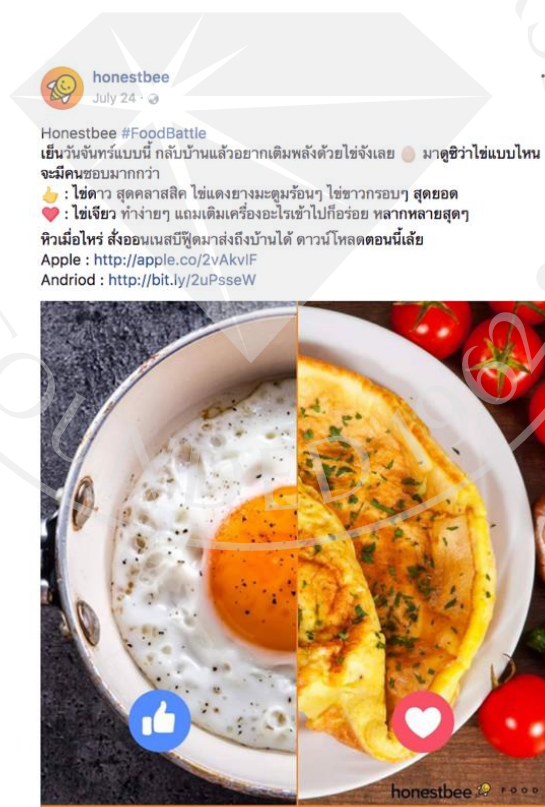 honestbee
July 24
Honestbee #FoodBattle
เย็นวันจันทร์แบบนี้ กลับบ้านแล้วอยากเติมพลังด้วยไข่จังเลย 🥚 มาดูซิว่าไข่แบบไหน
จะมีคนชอบมากกว่า
👍 : ไข่ดาว สุดคลาสสิค ไข่แดงยางมะตูมร้อนๆ ไข่ขาวกรอบๆ สุดยอด
❤️ : ไข่เจียว ทำง่ายๆ แถมเติมเครื่องอะไรเข้าไปก็อร่อย หลากหลายสุดๆ
หิวเมื่อไหร่ สั่งออนเนสบีฟู๊ดมาส่งถึงบ้านได้ ดาวน์โหลดตอนนี้เล้ย
Apple : http://apple.co/2vAkvIF
Andriod : http://bit.ly/2uPsseW
FOUNDED 1962
honestbee FOOD